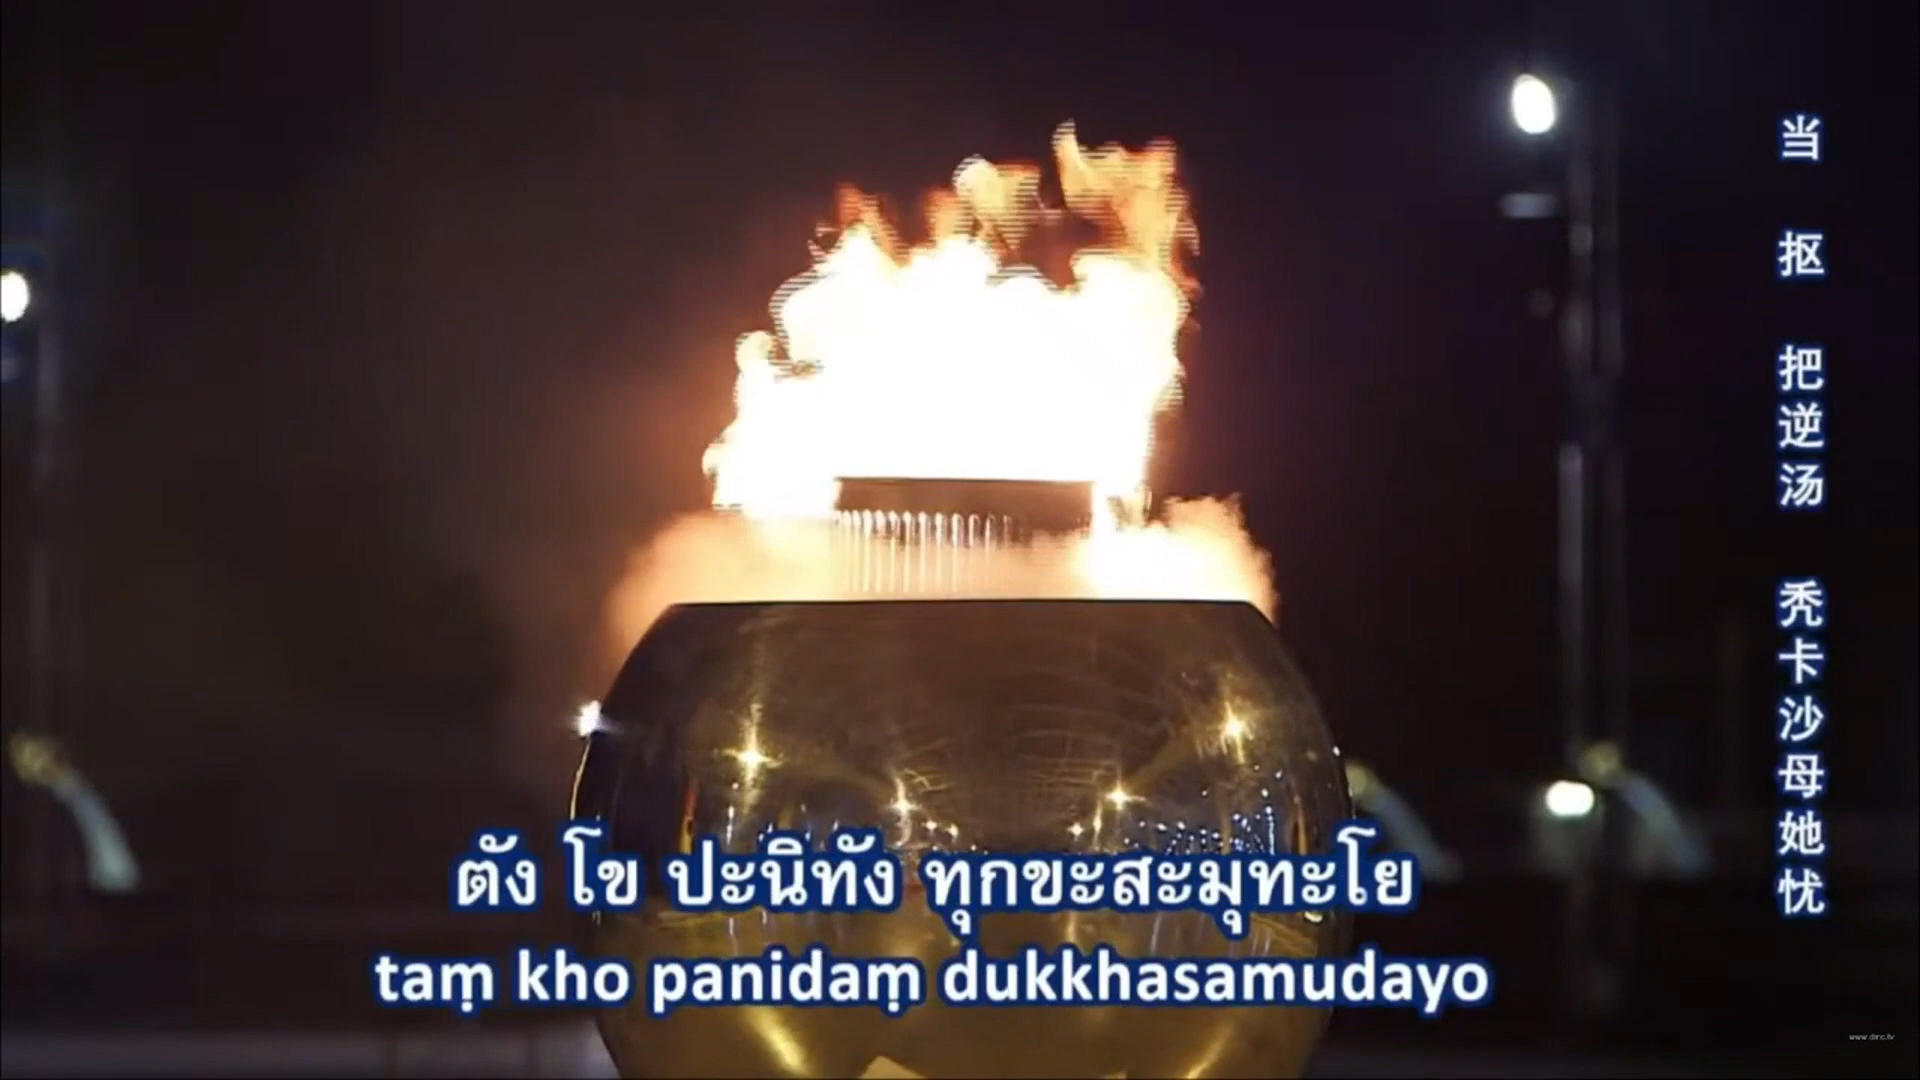 当 抠 把逆汤 秃卡沙母她忧
ตัง โข ปะนิทัง ทุกขะสะมุทะโย
taṃ kho panidaṃ dukkhasamudayo